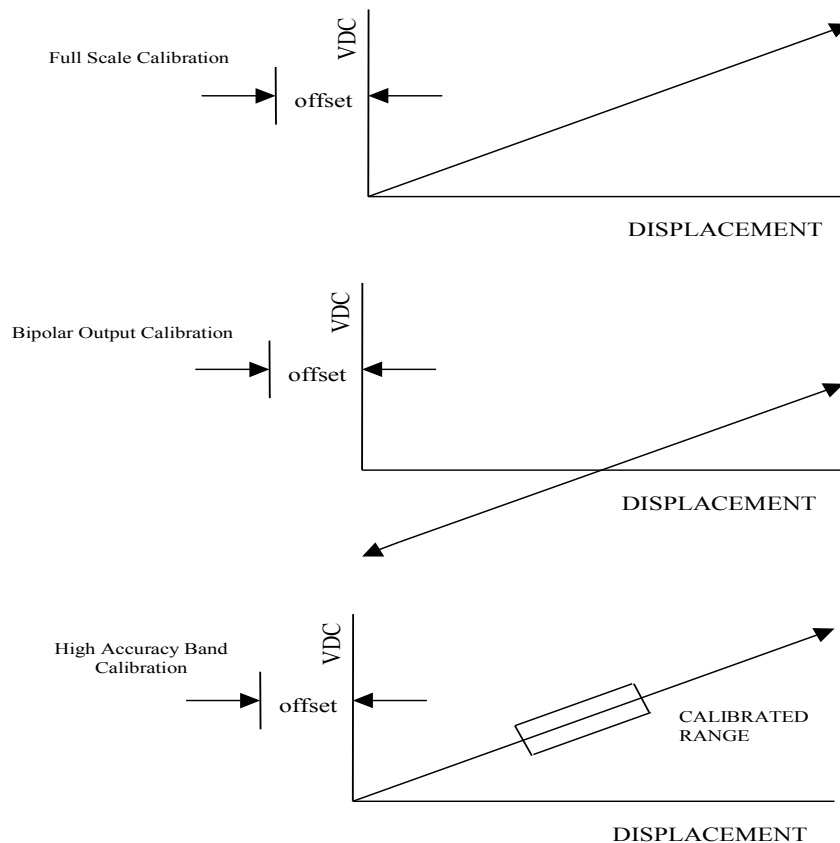 VDC
Full Scale Calibration
offset
DISPLACEMENT
VDC
Bipolar Output Calibration
offset
DISPLACEMENT
VDC
High Accuracy Band
Calibration
offset
CALIBRATED
RANGE
DISPLACEMENT